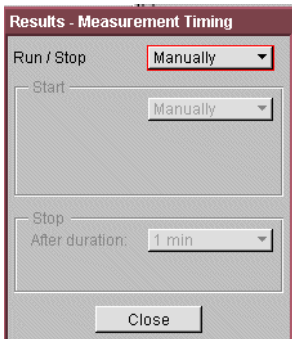 Results - Measurement Timing
Run / Stop Manually
Start
Manually
Stop
After duration: 1 min
Close